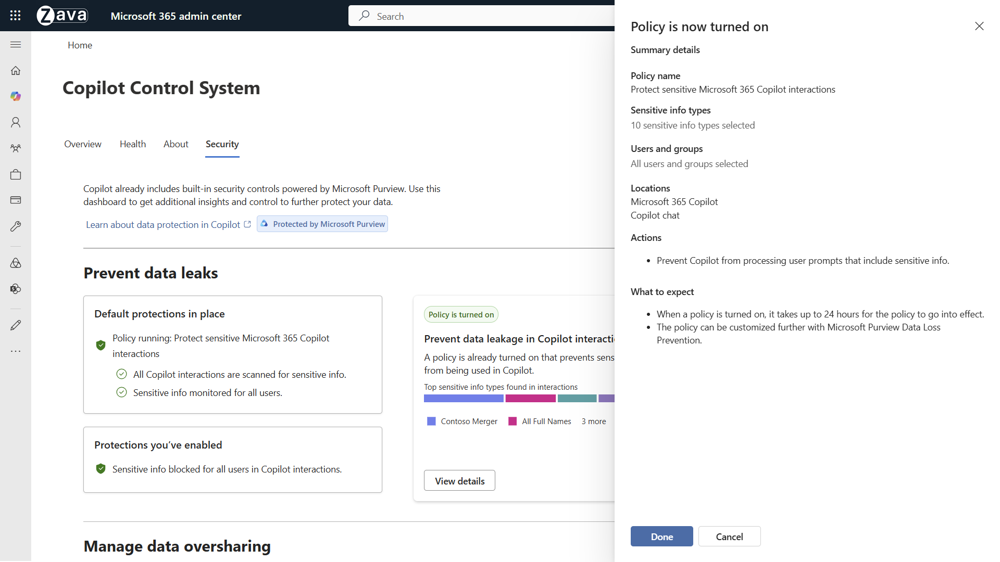 Zava
Microsoft 365 admin center
Search
Home
Copilot Control System
Overview
Health
About
Security
Copilot already includes built-in security controls powered by Microsoft Purview. Use this
dashboard to get additional insights and control to further protect your data.
Learn about data protection in Copilot
Protected by Microsoft Purview
Prevent data leaks
Default protections in place
Policy running: Protect sensitive Microsoft 365 Copilot
interactions
All Copilot interactions are scanned for sensitive info.
Sensitive info monitored for all users.
Protections you’ve enabled
Sensitive info blocked for all users in Copilot interactions.
Policy is turned on
Prevent data leakage in Copilot interacti
A policy is already turned on that prevents sens
from being used in Copilot.
Top sensitive info types found in interactions
Contoso Merger
All Full Names
3 more
View details
Manage data oversharing
Policy is now turned on
Summary details
Policy name
Protect sensitive Microsoft 365 Copilot interactions
Sensitive info types
10 sensitive info types selected
Users and groups
All users and groups selected
Locations
Microsoft 365 Copilot
Copilot chat
Actions
• Prevent Copilot from processing user prompts that include sensitive info.
What to expect
• When a policy is turned on, it takes up to 24 hours for the policy to go into effect.
• The policy can be customized further with Microsoft Purview Data Loss
Prevention.
Done
Cancel